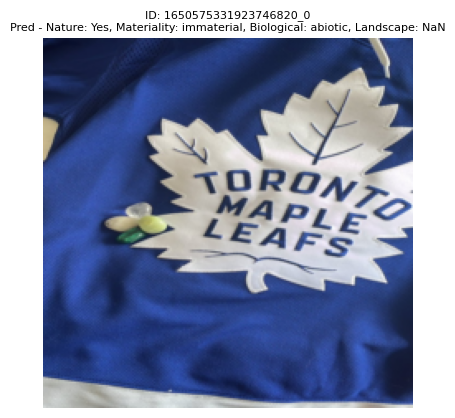 ID: 1650575331923746820_0
Pred - Nature: Yes, Materiality: immaterial, Biological: abiotic, Landscape: NaN
TORONTO
MAPLE
LEAFS